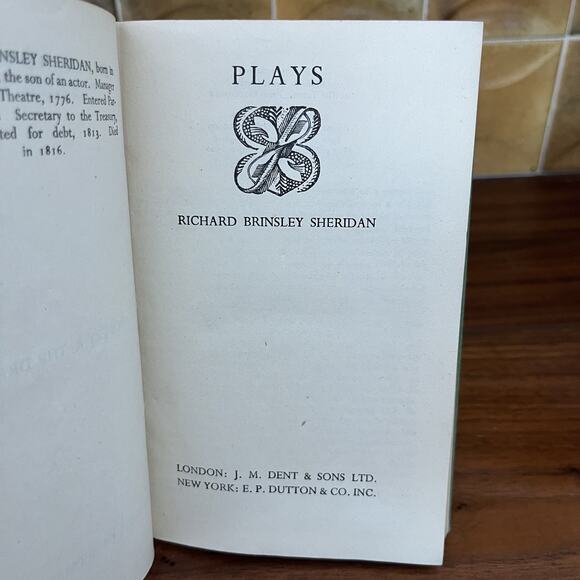 NSLEY SHERIDAN, born in
the son of an actor. Manager
Theatre, 1776. Entered Par-
Secretary to the Treasury,
ted for debt, 1813. Died
in 1816.
PLAYS
RICHARD BRINSLEY SHERIDAN
LONDON: J. M. DENT & SONS LTD.
NEW YORK: E. P. DUTTON & CO. INC.